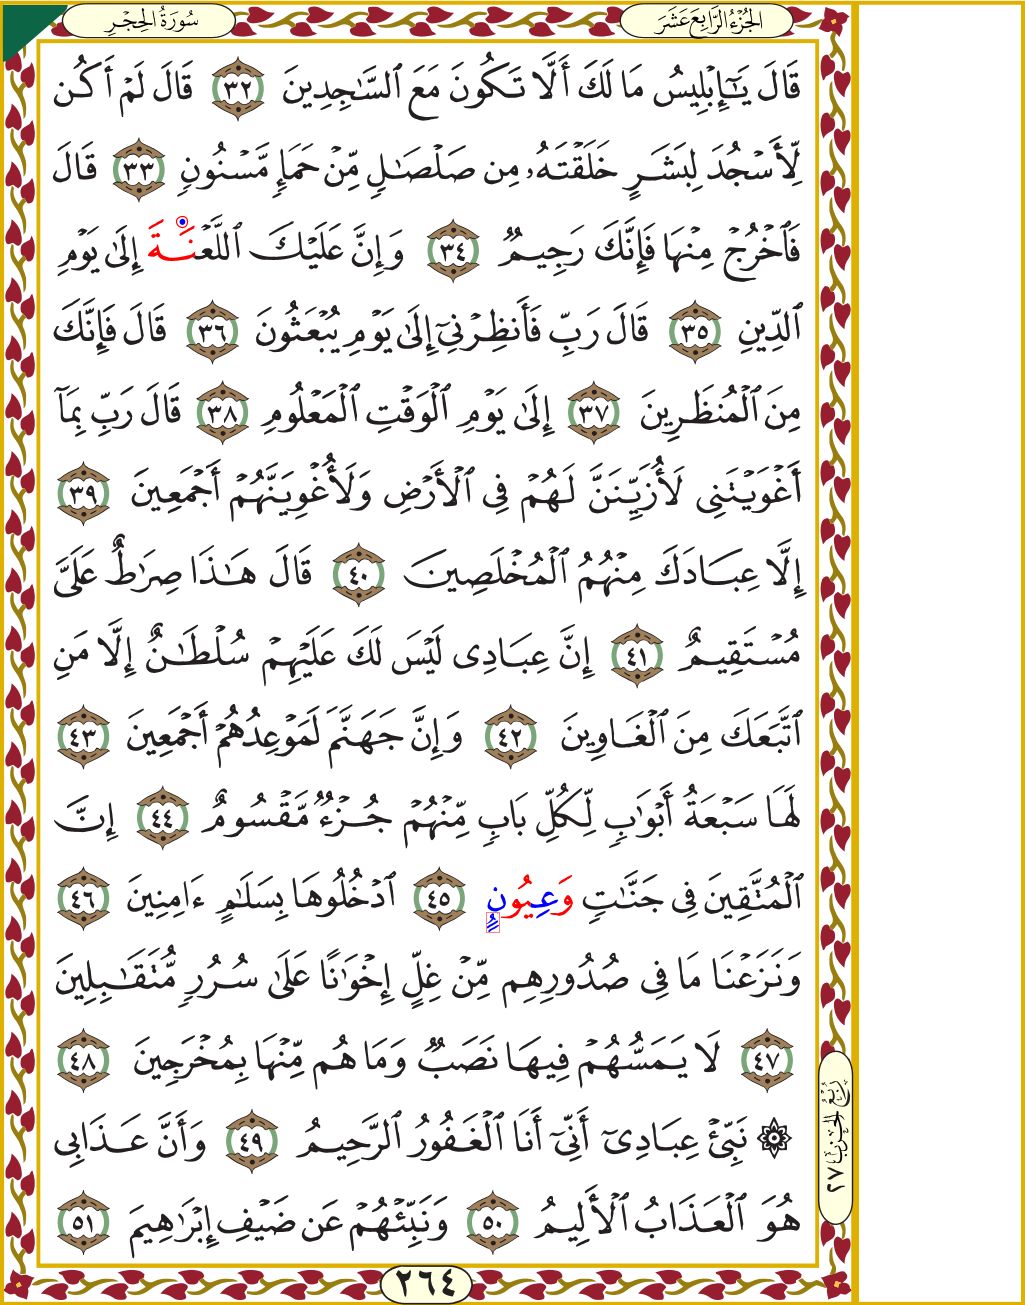 الجُزْءُ الرَّابِعَ عَشَرَ
سُورَةُ الحِجْرِ
قَالَ يَـٰٓإِبْلِيسُ مَا لَكَ أَلَّا تَكُونَ مَعَ ٱلسَّـٰجِدِينَ ٣٢ قَالَ لَمْ أَكُن
لِّأَسْجُدَ لِبَشَرٍ خَلَقْتَهُۥ مِن صَلْصَـٰلٍ مِّنْ حَمَإٍ مَّسْنُونٍ ٣٣ قَالَ
فَٱخْرُجْ مِنْهَا فَإِنَّكَ رَجِيمٌ ٣٤ وَإِنَّ عَلَيْكَ ٱللَّعْنَةَ إِلَىٰ يَوْمِ
ٱلدِّينِ ٣٥ قَالَ رَبِّ فَأَنظِرْنِىٓ إِلَىٰ يَوْمِ يُبْعَثُونَ ٣٦ قَالَ فَإِنَّكَ
مِنَ ٱلْمُنظَرِينَ ٣٧ إِلَىٰ يَوْمِ ٱلْوَقْتِ ٱلْمَعْلُومِ ٣٨ قَالَ رَبِّ بِمَآ
أَغْوَيْتَنِى لَأُزَيِّنَنَّ لَهُمْ فِى ٱلْأَرْضِ وَلَأُغْوِيَنَّهُمْ أَجْمَعِينَ ٣٩
إِلَّا عِبَادَكَ مِنْهُمُ ٱلْمُخْلَصِينَ ٤٠ قَالَ هَـٰذَا صِرَٰطٌ عَلَىَّ
مُسْتَقِيمٌ ٤١ إِنَّ عِبَادِى لَيْسَ لَكَ عَلَيْهِمْ سُلْطَـٰنٌ إِلَّا مَنِ
ٱتَّبَعَكَ مِنَ ٱلْغَاوِينَ ٤٢ وَإِنَّ جَهَنَّمَ لَمَوْعِدُهُمْ أَجْمَعِينَ ٤٣
لَهَا سَبْعَةُ أَبْوَٰبٍ لِّكُلِّ بَابٍ مِّنْهُمْ جُزْءٌ مَّقْسُومٌ ٤٤ إِنَّ
ٱلْمُتَّقِينَ فِى جَنَّـٰتٍ وَعِيُونٍ ٤٥ ٱدْخُلُوهَا بِسَلَـٰمٍ ءَامِنِينَ ٤٦
وَنَزَعْنَا مَا فِى صُدُورِهِم مِّنْ غِلٍّ إِخْوَٰنًا عَلَىٰ سُرُرٍ مُّتَقَـٰبِلِينَ
٤٧ لَا يَمَسُّهُمْ فِيهَا نَصَبٌ وَمَا هُم مِّنْهَا بِمُخْرَجِينَ ٤٨
۞ نَبِّئْ عِبَادِىٓ أَنِّىٓ أَنَا ٱلْغَفُورُ ٱلرَّحِيمُ ٤٩ وَأَنَّ عَذَابِى
هُوَ ٱلْعَذَابُ ٱلْأَلِيمُ ٥٠ وَنَبِّئْهُمْ عَن ضَيْفِ إِبْرَٰهِيمَ ٥١
رُبْعُ الحِزْبِ ٢٧
٢٦٤